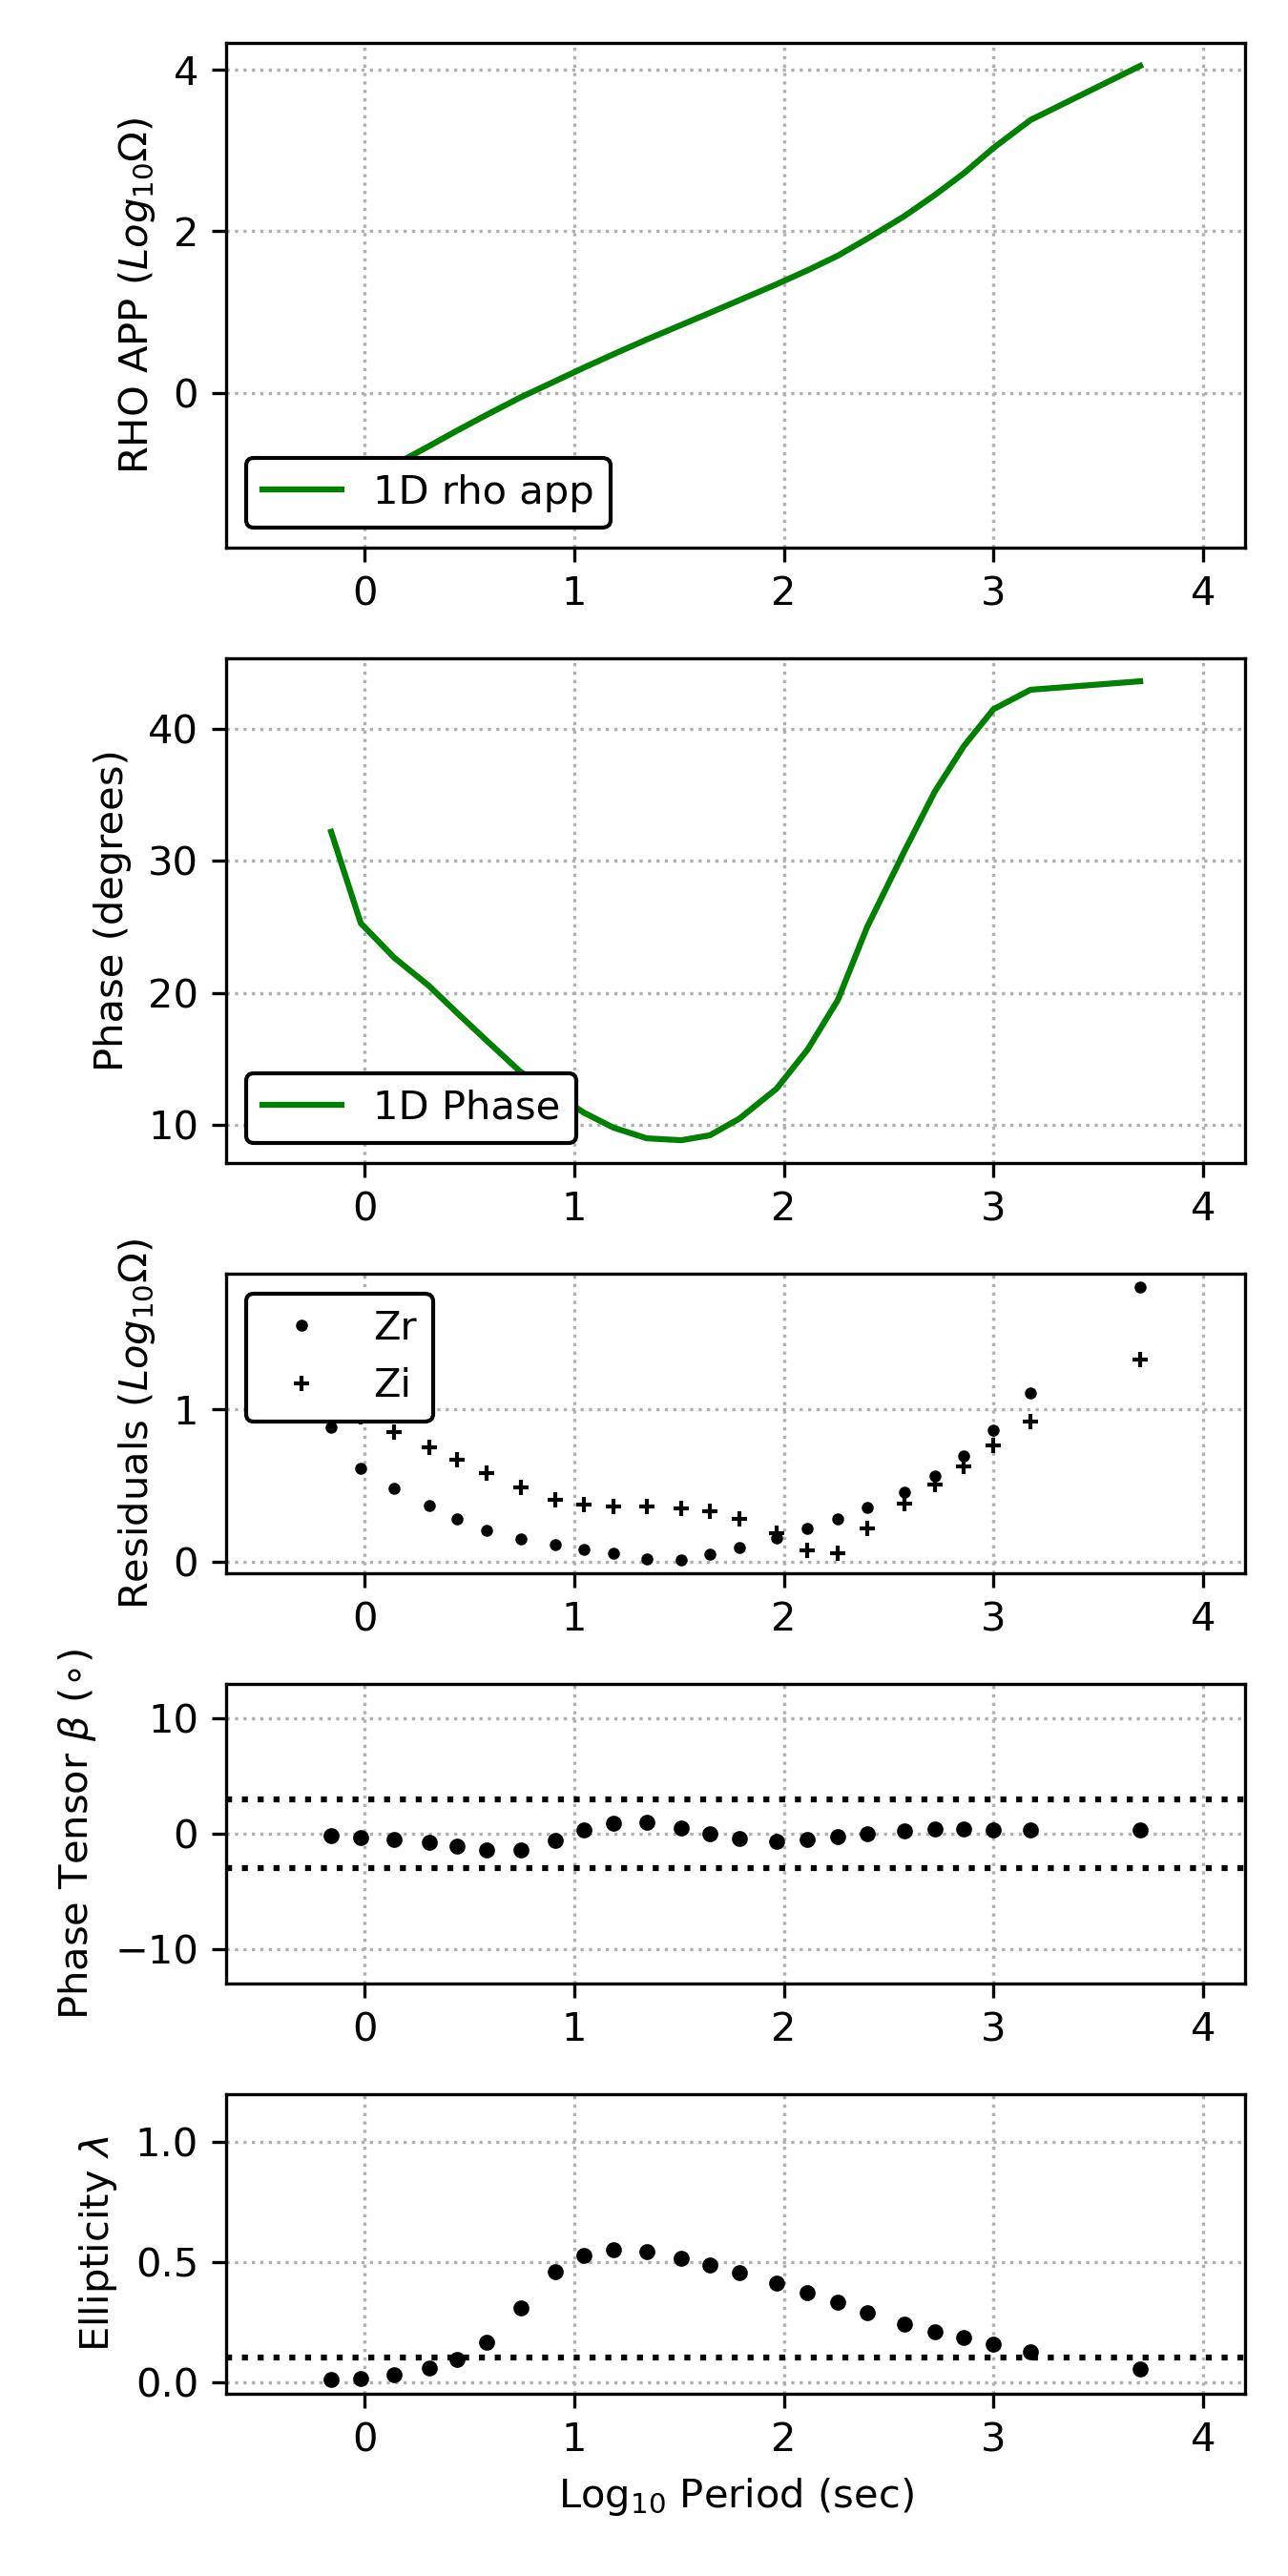 RHO APP (Log₁₀Ω)
4
2
0
1D rho app
0 1 2 3 4
Phase (degrees)
40
30
20
10
1D Phase
0 1 2 3 4
Residuals (Log₁₀Ω)
1
0
Zr
Zi
0 1 2 3 4
Phase Tensor β (∘)
10
0
−10
0 1 2 3 4
Ellipticity λ
1.0
0.5
0.0
0 1 2 3 4
Log₁₀ Period (sec)